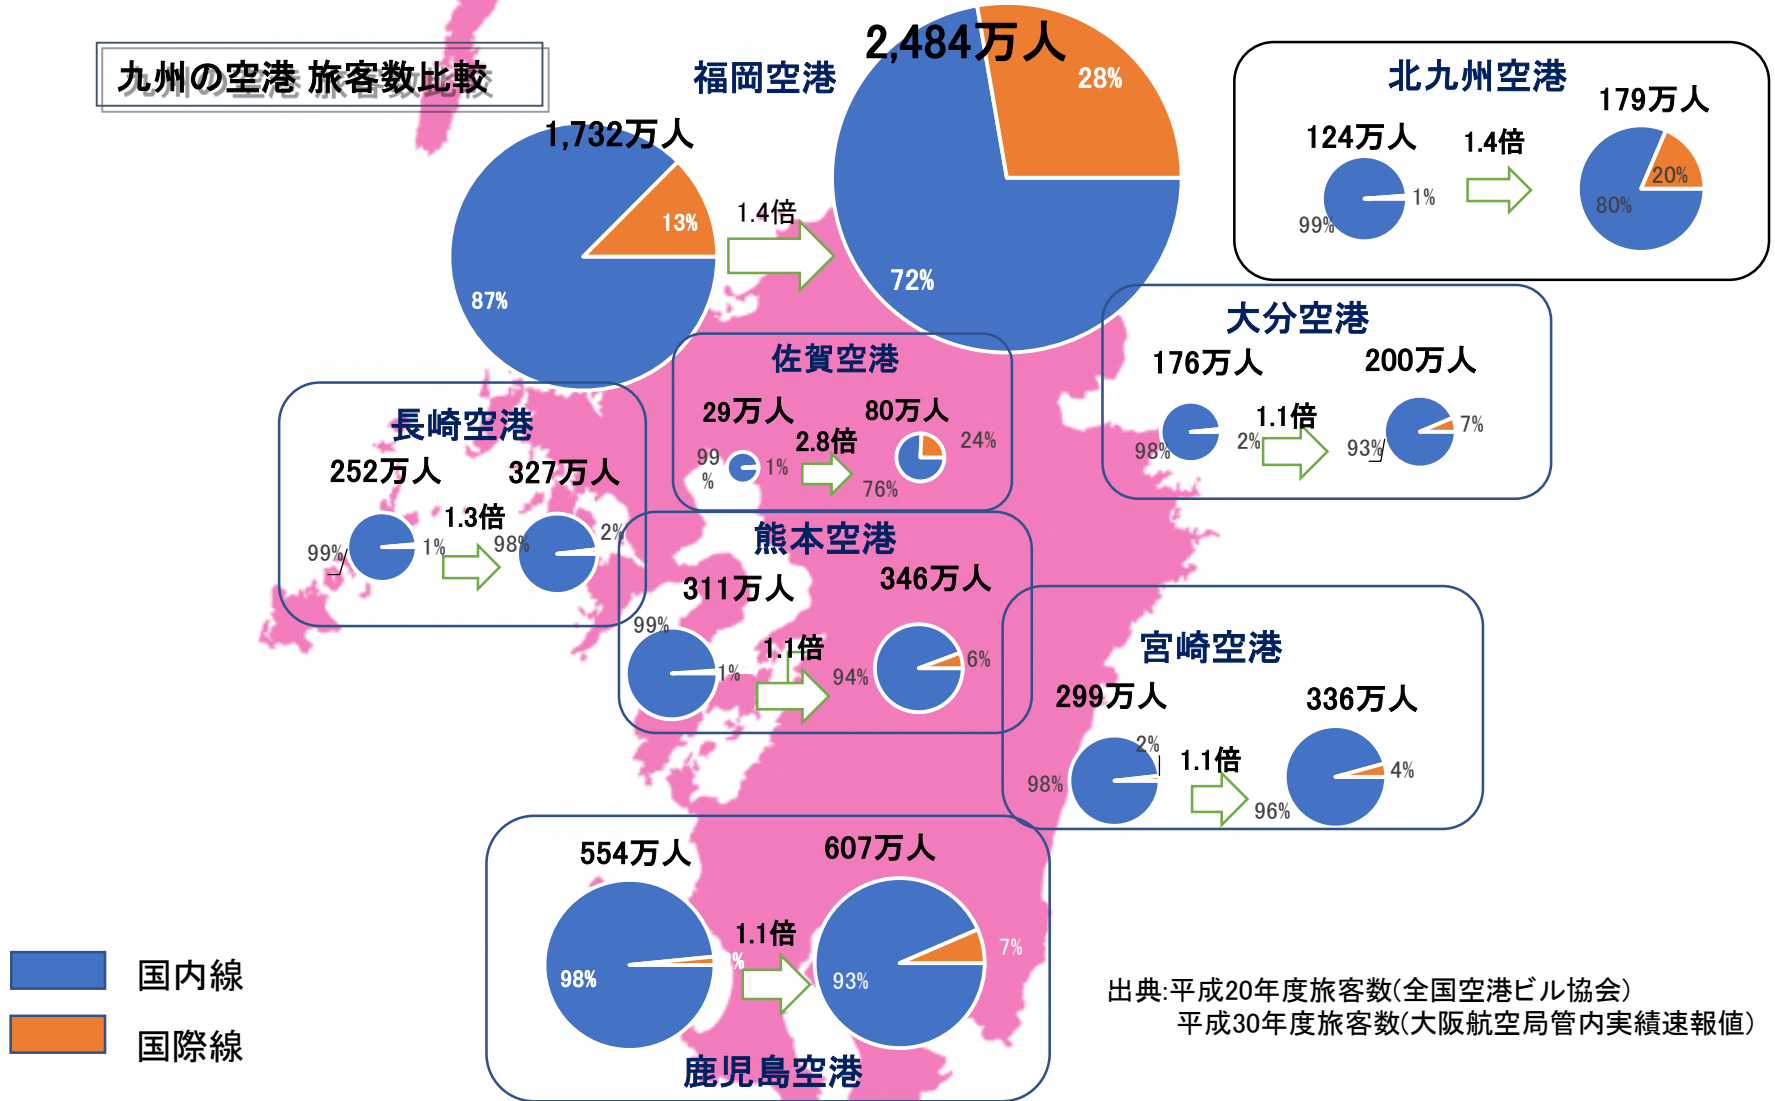 九州の空港 旅客数比較
福岡空港
1,732万人
13%
87%
1.4倍
2,484万人
28%
72%
北九州空港
124万人
99%
1%
1.4倍
179万人
20%
80%
大分空港
176万人
98%
2%
1.1倍
200万人
93%
7%
佐賀空港
29万人
99
%
1%
2.8倍
80万人
24%
76%
長崎空港
252万人
99%
1%
1.3倍
327万人
98%
2%
熊本空港
311万人
99%
1%
1.1倍
346万人
94%
6%
宮崎空港
299万人
2%
98%
1.1倍
336万人
96%
4%
554万人
98%
1.1倍
607万人
93%
7%
鹿児島空港
国内線
国際線
出典:平成20年度旅客数(全国空港ビル協会)
平成30年度旅客数(大阪航空局管内実績速報値)